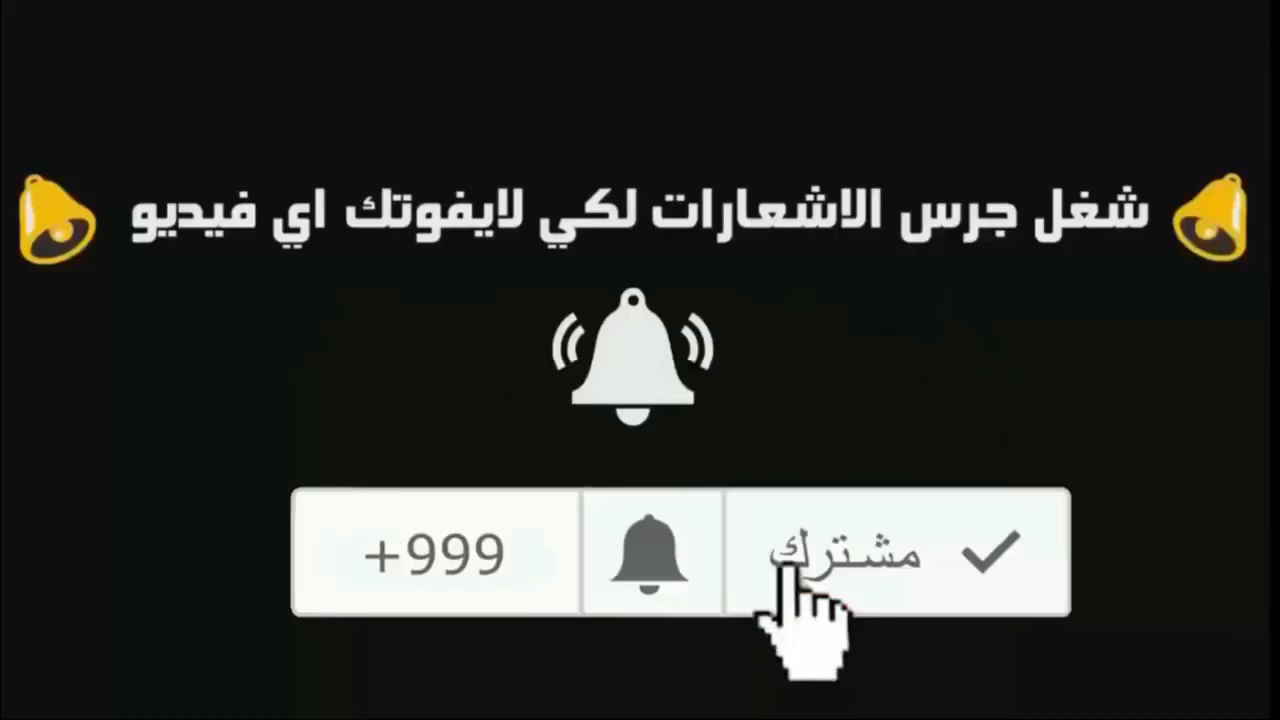 شغل جرس الاشعارات لكي لايفوتك اي فيديو
مشترك
+999